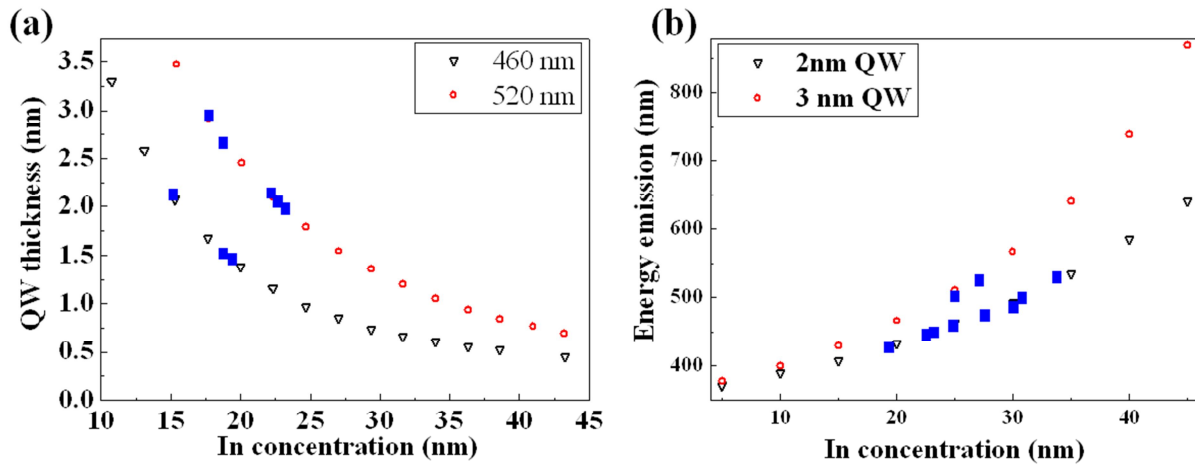 (a)
460 nm
520 nm
QW thickness (nm)
3.5
3.0
2.5
2.0
1.5
1.0
0.5
0.0
10 15 20 25 30 35 40 45
In concentration (nm)
(b)
2nm QW
3 nm QW
Energy emission (nm)
800
700
600
500
400
10 20 30 40
In concentration (nm)